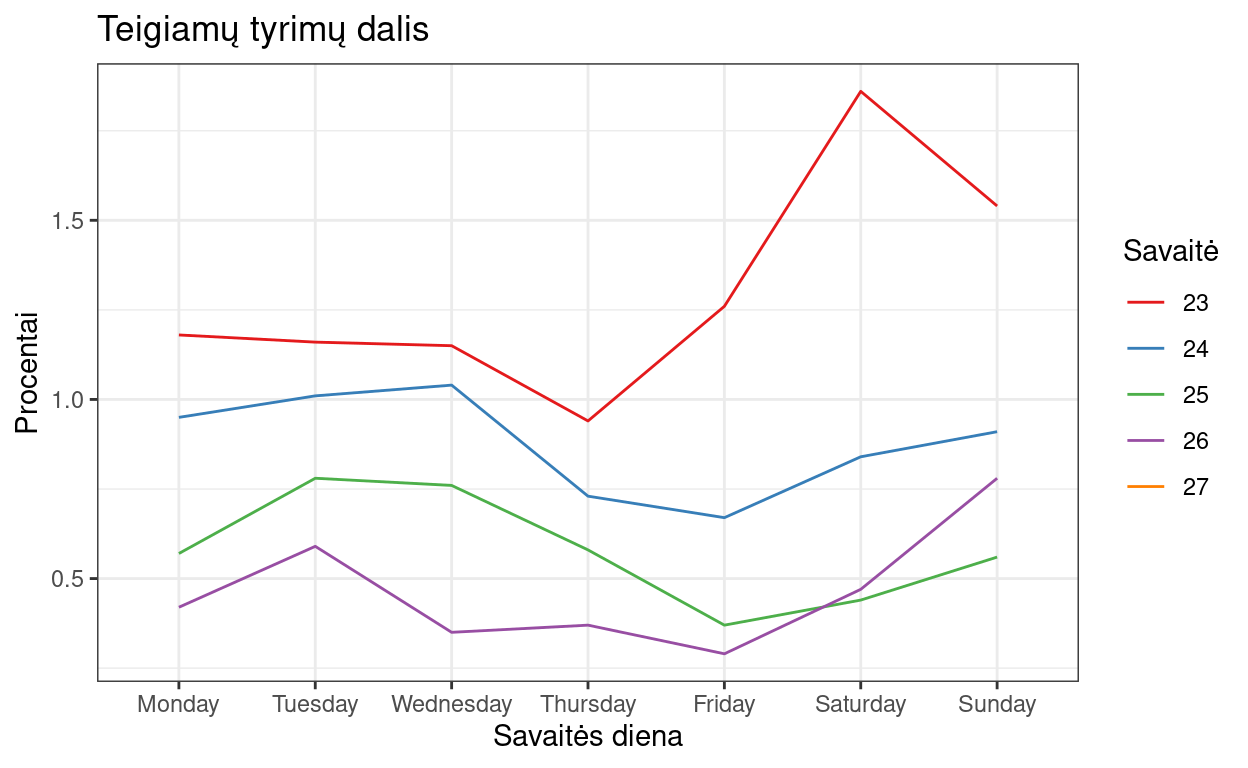 Teigiamų tyrimų dalis
Procentai
1.5
1.0
0.5
Monday Tuesday Wednesday Thursday Friday Saturday Sunday
Savaitės diena
Savaitė
23
24
25
26
27